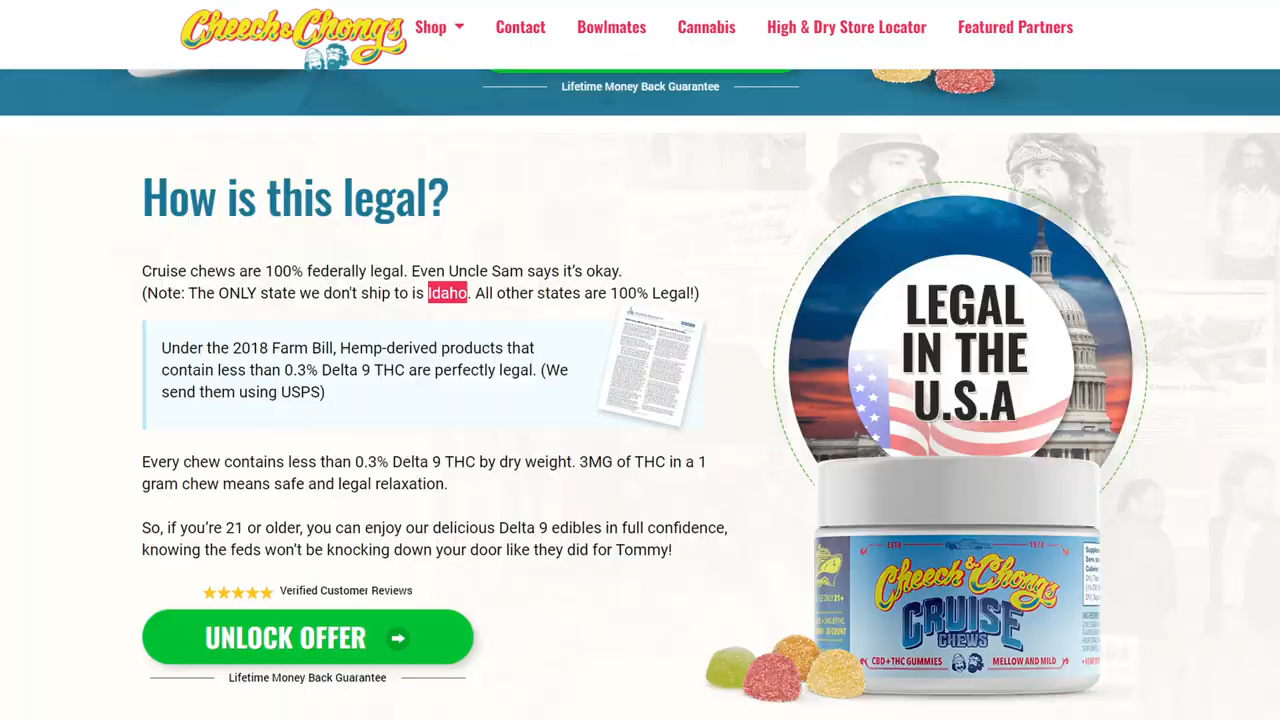 Cheech & Chong's
Shop Contact Bowlmates Cannabis High & Dry Store Locator Featured Partners
Lifetime Money Back Guarantee
How is this legal?
Cruise chews are 100% federally legal. Even Uncle Sam says it’s okay.
(Note: The ONLY state we don't ship to is Idaho. All other states are 100% Legal!)
Under the 2018 Farm Bill, Hemp-derived products that
contain less than 0.3% Delta 9 THC are perfectly legal. (We
send them using USPS)
Every chew contains less than 0.3% Delta 9 THC by dry weight. 3MG of THC in a 1
gram chew means safe and legal relaxation.
So, if you’re 21 or older, you can enjoy our delicious Delta 9 edibles in full confidence,
knowing the feds won’t be knocking down your door like they did for Tommy!
Verified Customer Reviews
UNLOCK OFFER
Lifetime Money Back Guarantee
LEGAL
IN THE
U.S.A
ESTD 1978
Cheech & Chong's
CRUISE
CHEWS
CBD+THC GUMMIES MELLOW AND MILD